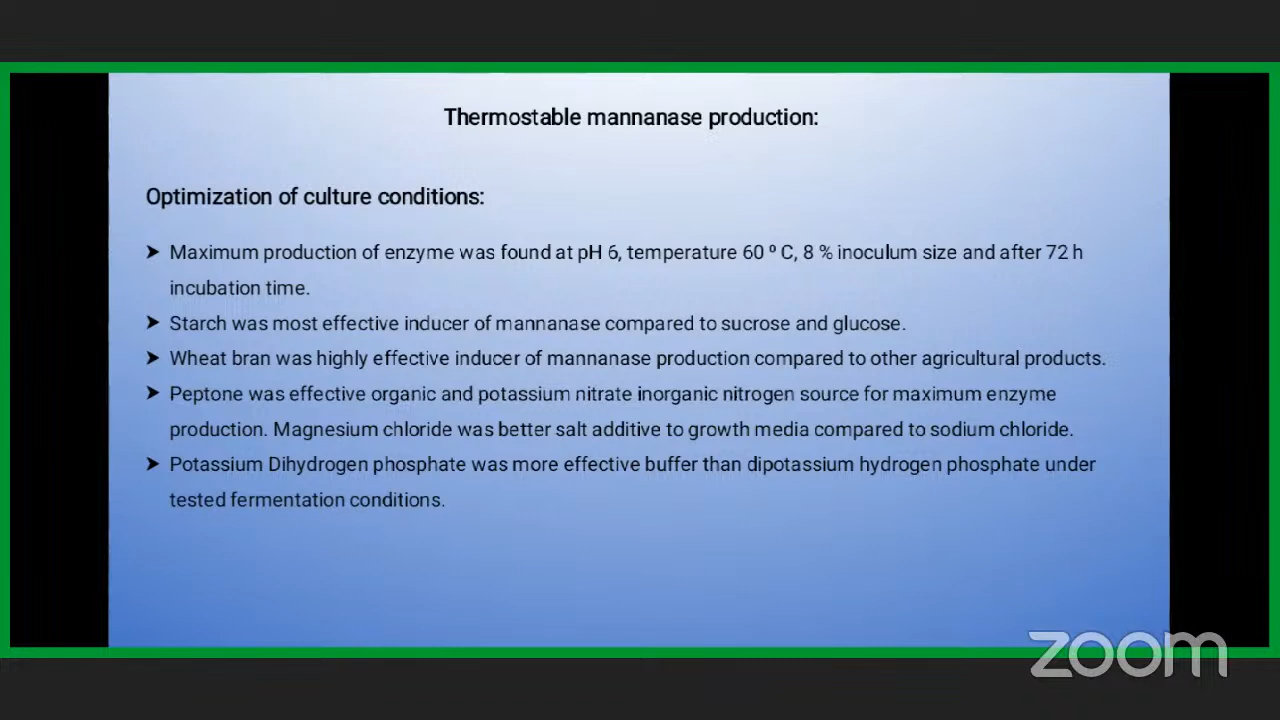 Thermostable mannanase production:
Optimization of culture conditions:
➤ Maximum production of enzyme was found at pH 6, temperature 60 º C, 8 % inoculum size and after 72 h
incubation time.
➤ Starch was most effective inducer of mannanase compared to sucrose and glucose.
➤ Wheat bran was highly effective inducer of mannanase production compared to other agricultural products.
➤ Peptone was effective organic and potassium nitrate inorganic nitrogen source for maximum enzyme
production. Magnesium chloride was better salt additive to growth media compared to sodium chloride.
➤ Potassium Dihydrogen phosphate was more effective buffer than dipotassium hydrogen phosphate under
tested fermentation conditions.
zoom